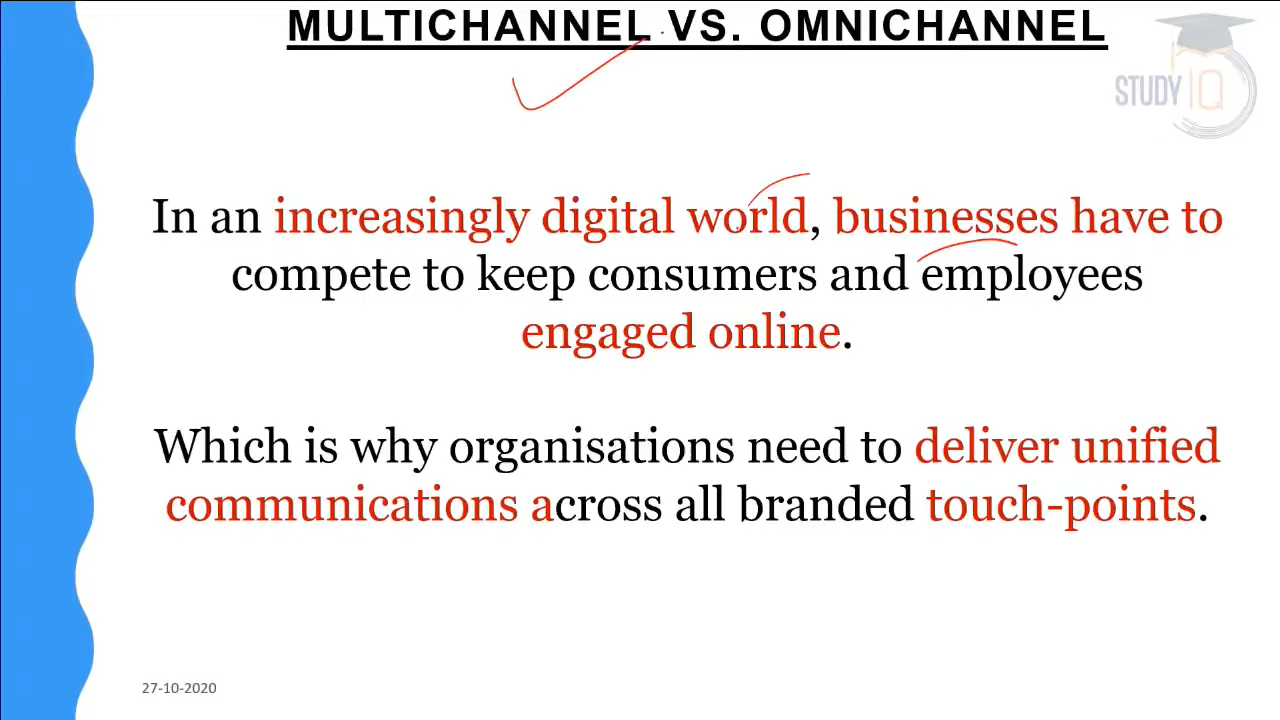 MULTICHANNEL VS. OMNICHANNEL
STUDY IQ
In an increasingly digital world, businesses have to
compete to keep consumers and employees
engaged online.
Which is why organisations need to deliver unified
communications across all branded touch-points.
27-10-2020